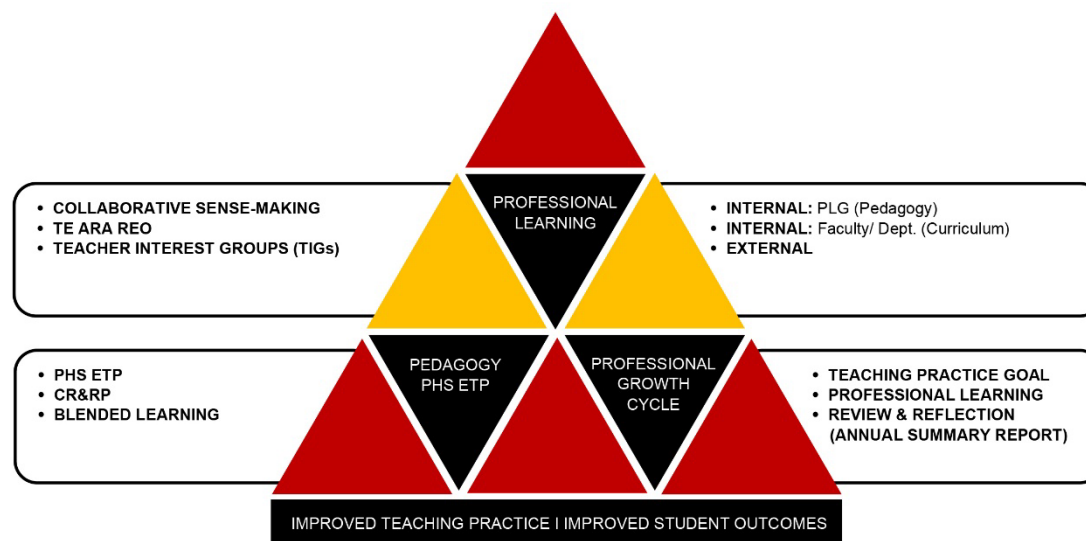 PROFESSIONAL
LEARNING
• COLLABORATIVE SENSE-MAKING
• TE ARA REO
• TEACHER INTEREST GROUPS (TIGs)
• INTERNAL: PLG (Pedagogy)
• INTERNAL: Faculty/ Dept. (Curriculum)
• EXTERNAL
PEDAGOGY
PHS ETP
PROFESSIONAL
GROWTH
CYCLE
• PHS ETP
• CR&RP
• BLENDED LEARNING
• TEACHING PRACTICE GOAL
• PROFESSIONAL LEARNING
• REVIEW & REFLECTION
(ANNUAL SUMMARY REPORT)
IMPROVED TEACHING PRACTICE I IMPROVED STUDENT OUTCOMES